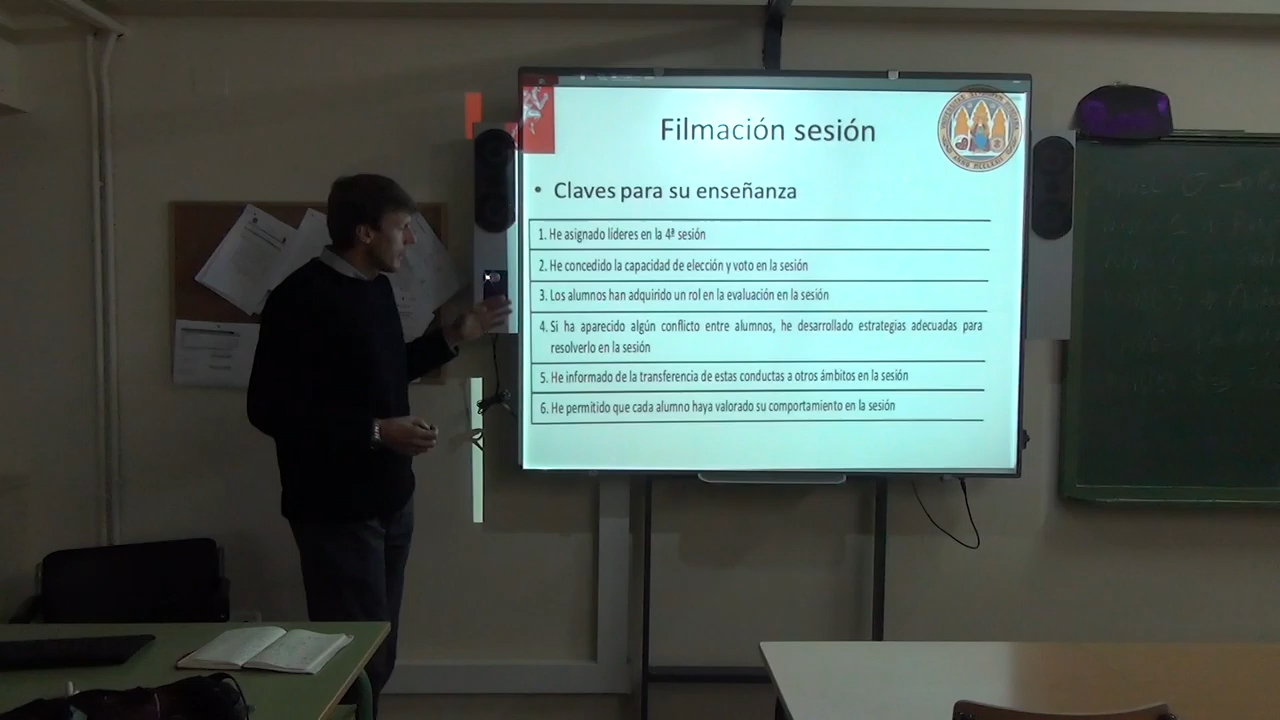 Filmación sesión
• Claves para su enseñanza
1. He asignado líderes en la 4ª sesión
2. He concedido la capacidad de elección y voto en la sesión
3. Los alumnos han adquirido un rol en la evaluación en la sesión
4. Si ha aparecido algún conflicto entre alumnos, he desarrollado estrategias adecuadas para
resolverlo en la sesión
5. He informado de la transferencia de estas conductas a otros ámbitos en la sesión
6. He permitido que cada alumno haya valorado su comportamiento en la sesión